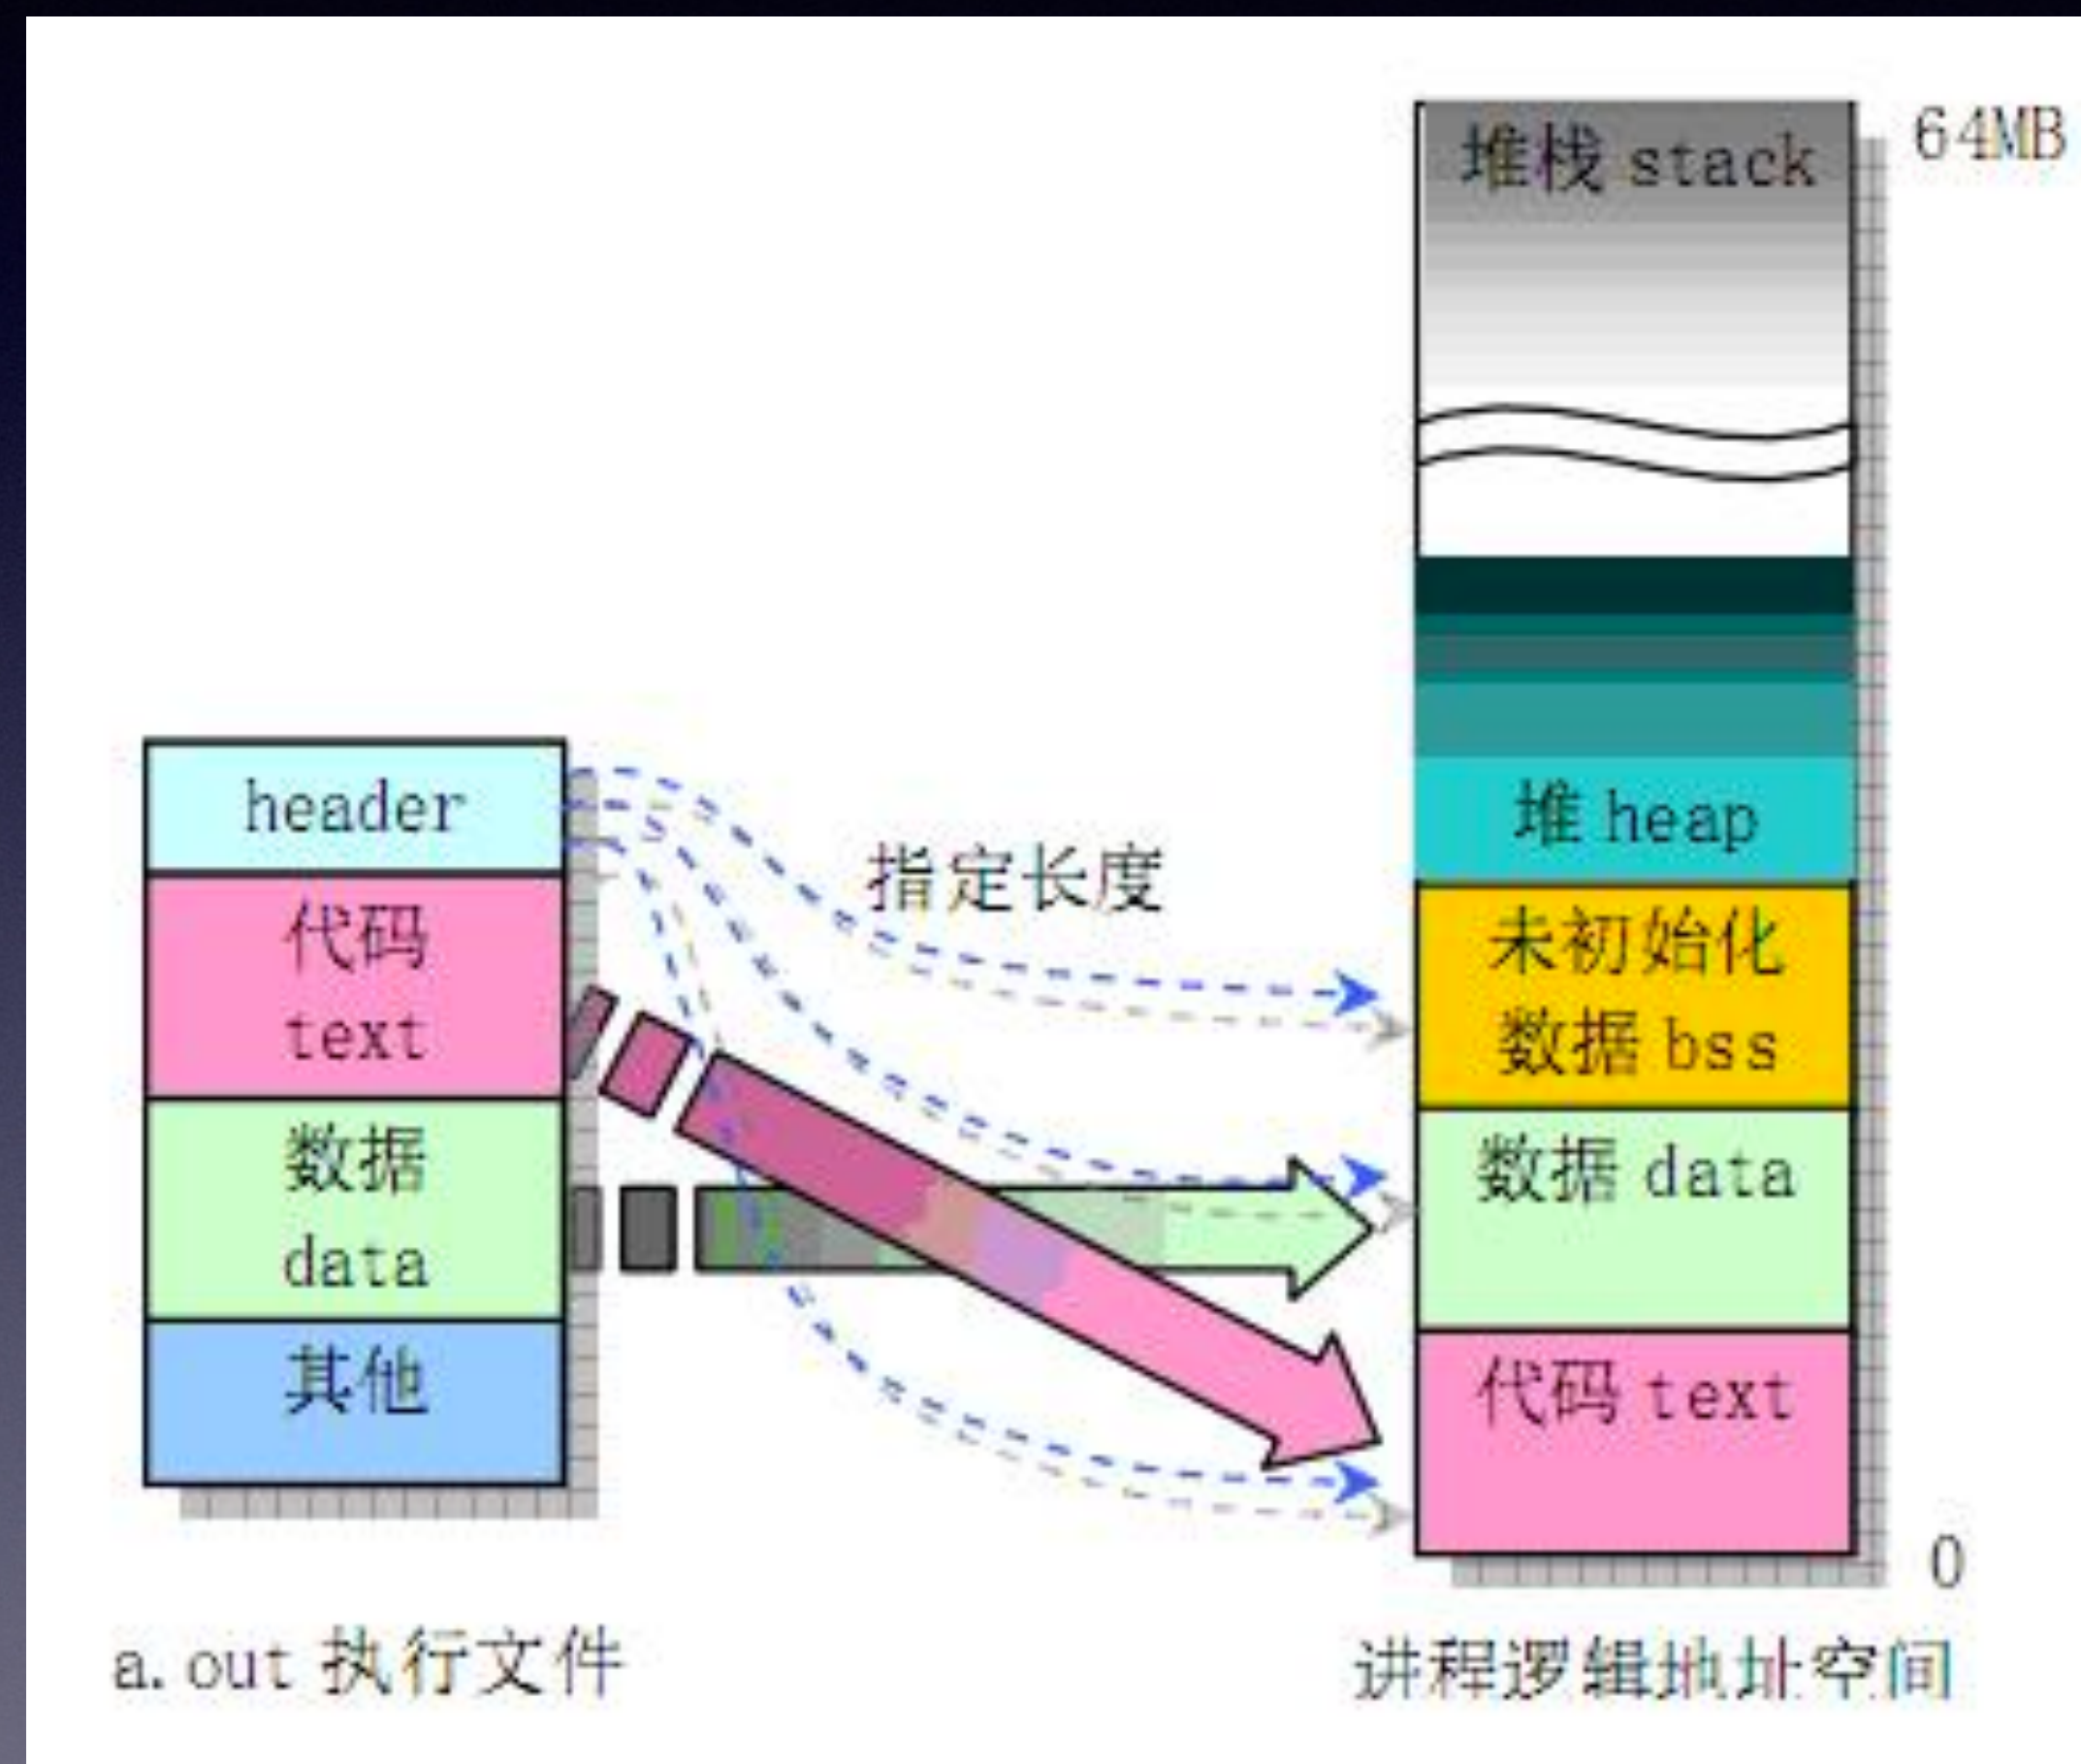 堆栈 stack
64MB
header
代码
text
数据
data
其他
指定长度
堆 heap
未初始化
数据 bss
数据 data
代码 text
0
a.out 执行文件
进程逻辑地址空间